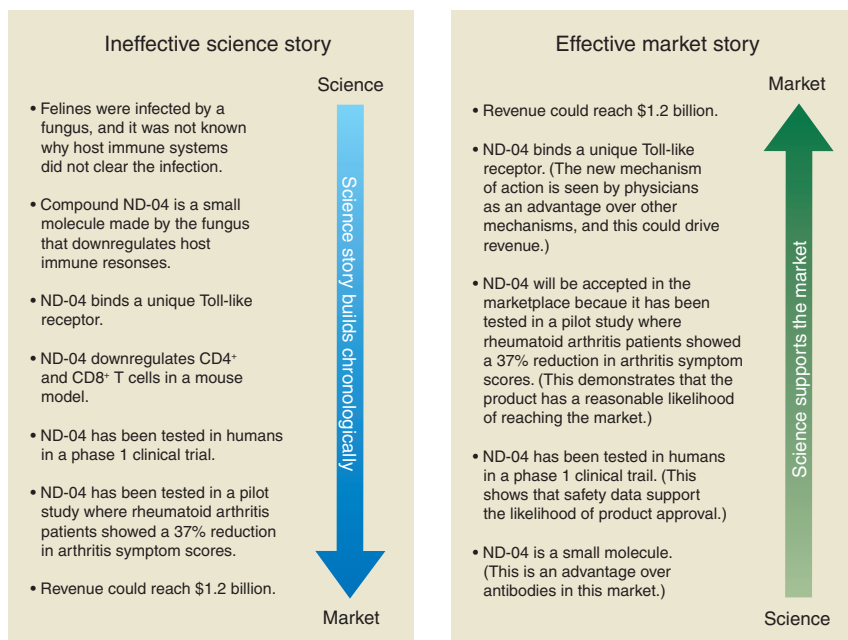 Ineffective science story
Science
• Felines were infected by a
fungus, and it was not known
why host immune systems
did not clear the infection.
• Compound ND-04 is a small
molecule made by the fungus
that downregulates host
immune resonses.
• ND-04 binds a unique Toll-like
receptor.
• ND-04 downregulates CD4⁺
and CD8⁺ T cells in a mouse
model.
• ND-04 has been tested in humans
in a phase 1 clinical trial.
• ND-04 has been tested in a pilot
study where rheumatoid arthritis
patients showed a 37% reduction
in arthritis symptom scores.
• Revenue could reach $1.2 billion.
Science story builds chronologically
Market
Effective market story
Market
• Revenue could reach $1.2 billion.
• ND-04 binds a unique Toll-like
receptor. (The new mechanism
of action is seen by physicians
as an advantage over other
mechanisms, and this could drive
revenue.)
• ND-04 will be accepted in the
marketplace becaue it has been
tested in a pilot study where
rheumatoid arthritis patients showed
a 37% reduction in arthritis symptom
scores. (This demonstrates that the
product has a reasonable likelihood
of reaching the market.)
• ND-04 has been tested in humans
in a phase 1 clinical trail. (This
shows that safety data support
the likelihood of product approval.)
• ND-04 is a small molecule.
(This is an advantage over
antibodies in this market.)
Science supports the market
Science